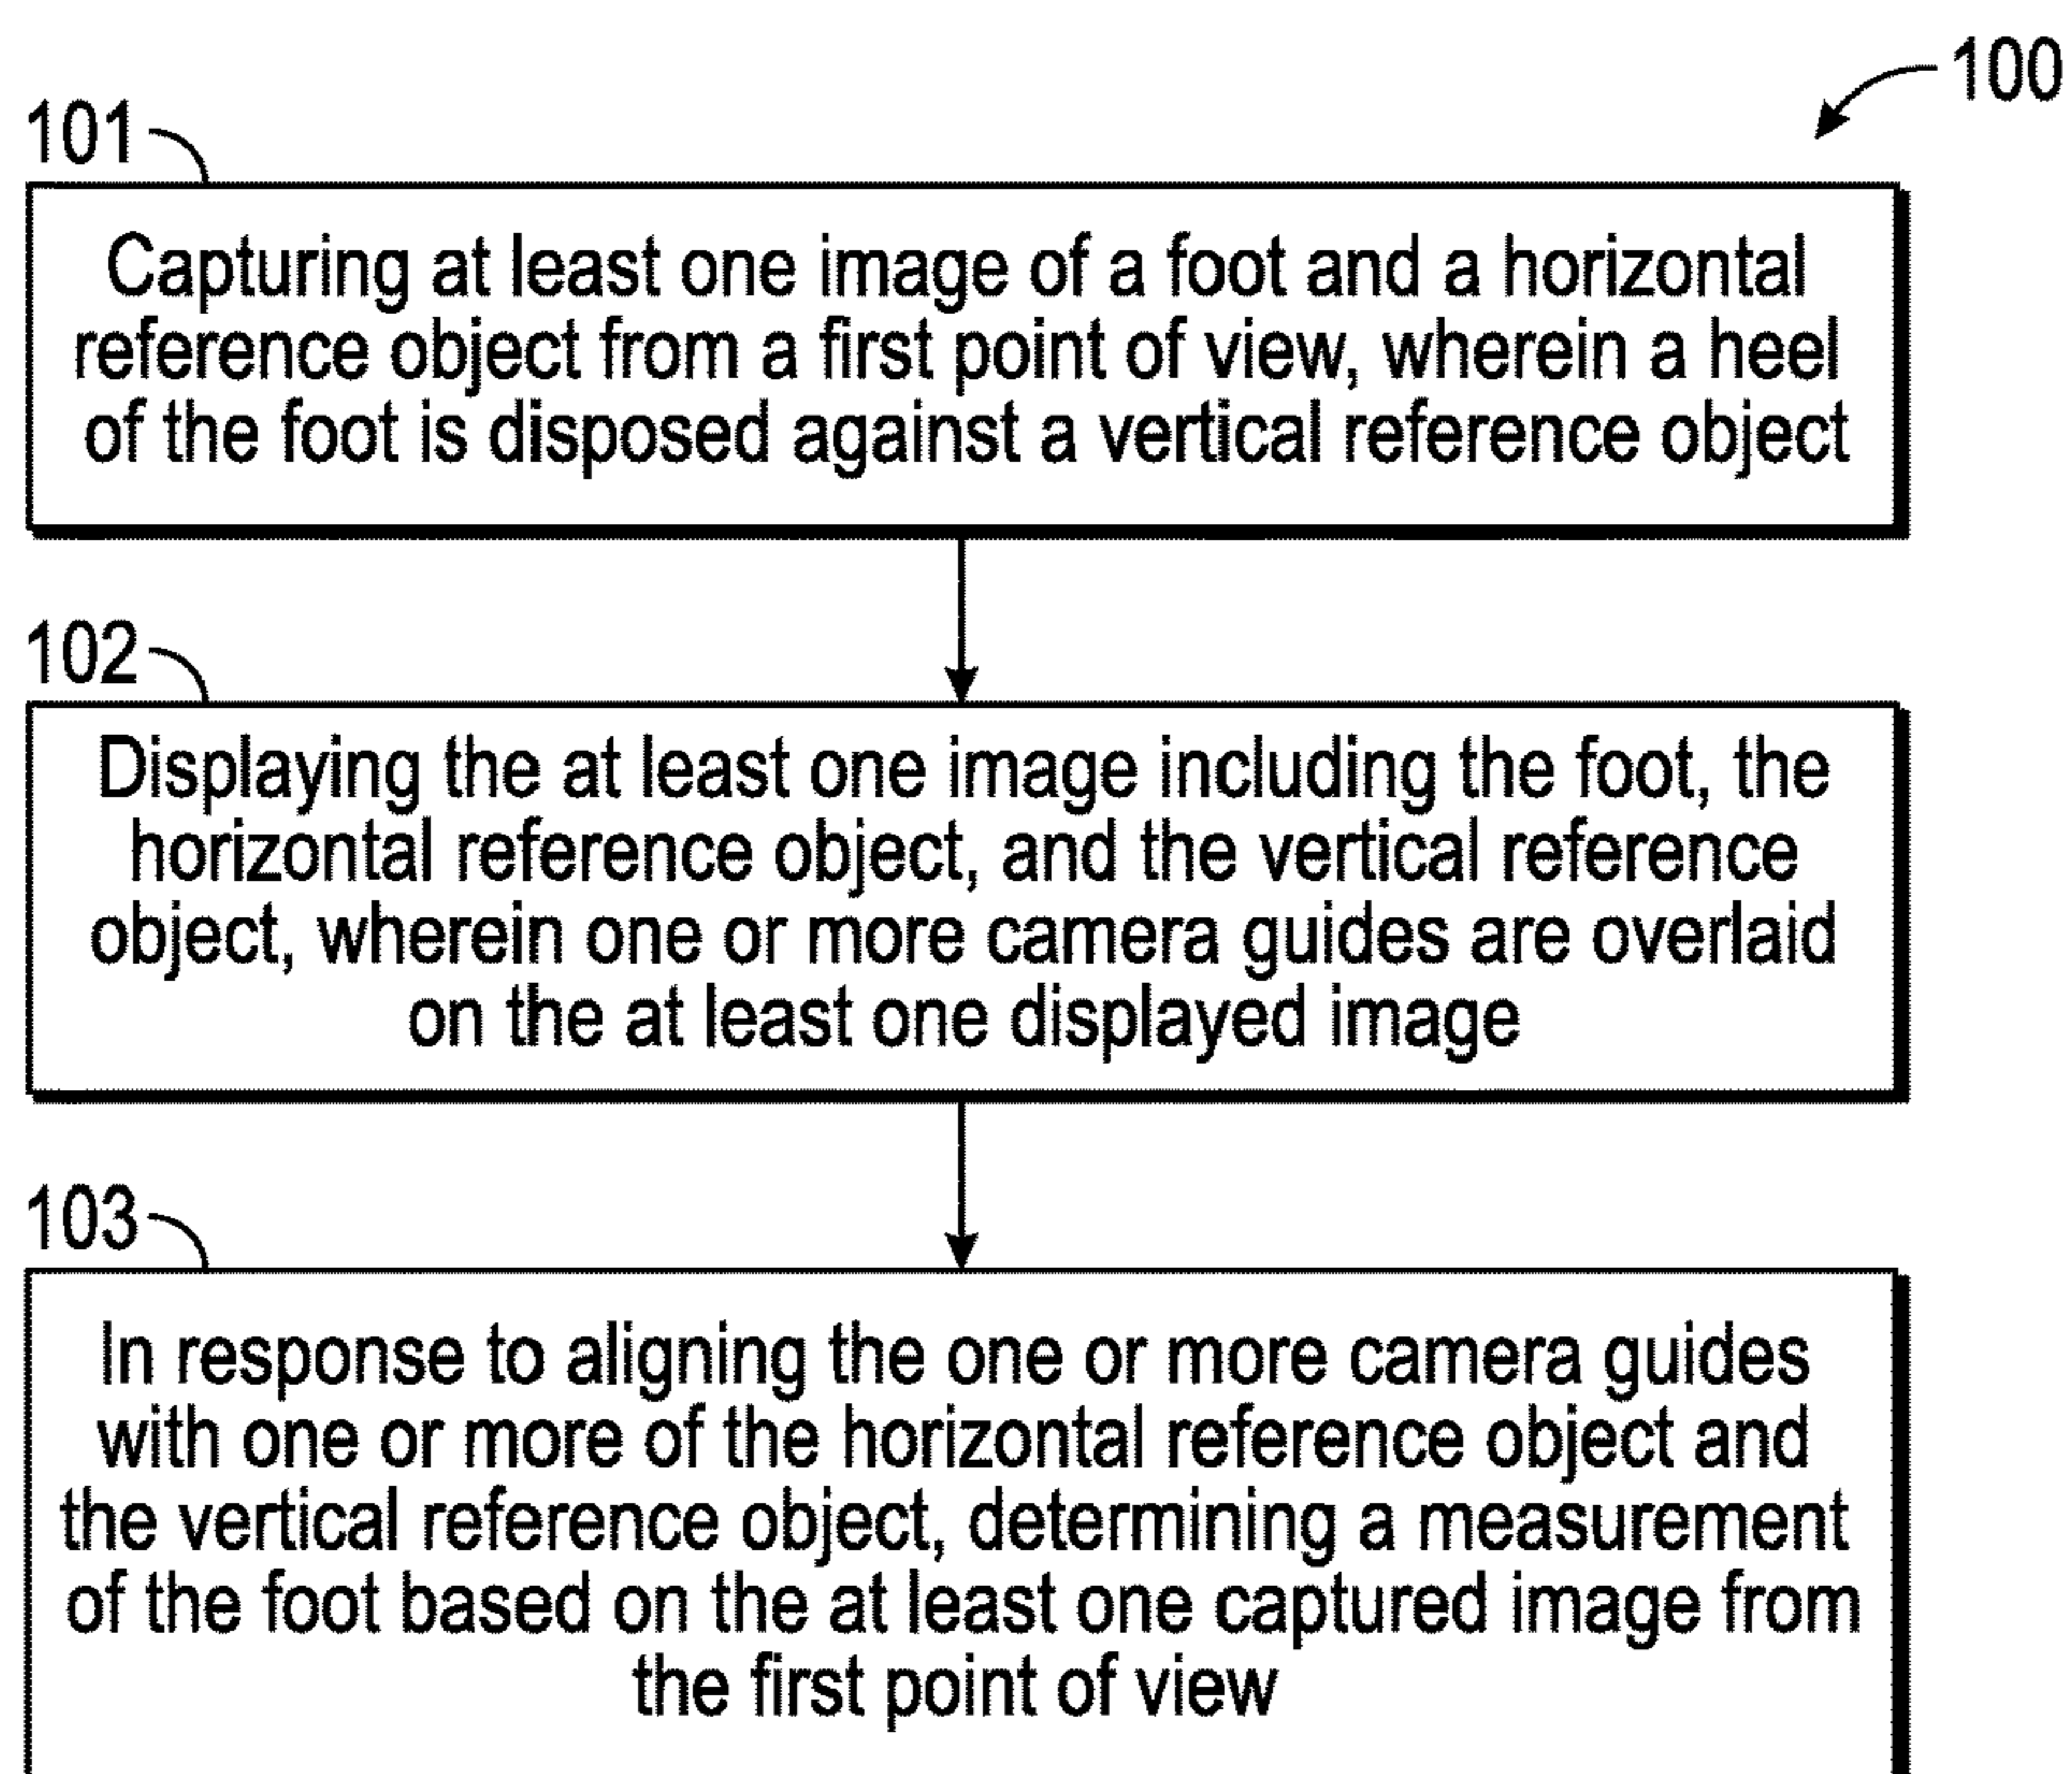 100
101
Capturing at least one image of a foot and a horizontal
reference object from a first point of view, wherein a heel
of the foot is disposed against a vertical reference object
102
Displaying the at least one image including the foot, the
horizontal reference object, and the vertical reference
object, wherein one or more camera guides are overlaid
on the at least one displayed image
103
In response to aligning the one or more camera guides
with one or more of the horizontal reference object and
the vertical reference object, determining a measurement
of the foot based on the at least one captured image from
the first point of view